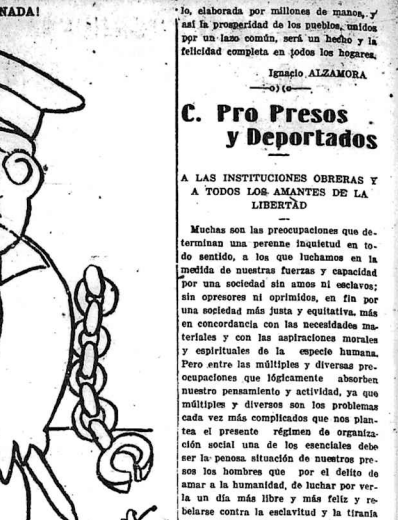 NADA!
lo, elaborada por millones de manos, y
así la prosperidad de los pueblos, unidos
por un lazo común, será un hecho y la
felicidad completa en todos los hogares.
Ignacio ALZAMORA
C. Pro Presos
y Deportados
A LAS INSTITUCIONES OBRERAS Y
A TODOS LOS AMANTES DE LA
LIBERTAD
Muchas son las preocupaciones que de-
terminan una perenne inquietud en to-
do sentido, a los que luchamos en la
medida de nuestras fuerzas y capacidad
por una sociedad sin amos ni esclavos;
sin opresores ni oprimidos, en fin por
una sociedad más justa y equitativa, más
en concordancia con las necesidades ma-
teriales y con las aspiraciones morales
y espirituales de la especie humana.
Pero entre las múltiples y diversas pre-
ocupaciones que lógicamente absorben
nuestro pensamiento y actividad, ya que
múltiples y diversos son los problemas
cada vez más complicados que nos plan-
tea el presente régimen de organiza-
ción social una de los esenciales debe
ser la penosa situación de nuestros pre-
sos los hombres que por el delito de
amar a la humanidad, de luchar por ver-
la un día más libre y más feliz y re-
belarse contra la esclavitud y la tiranía